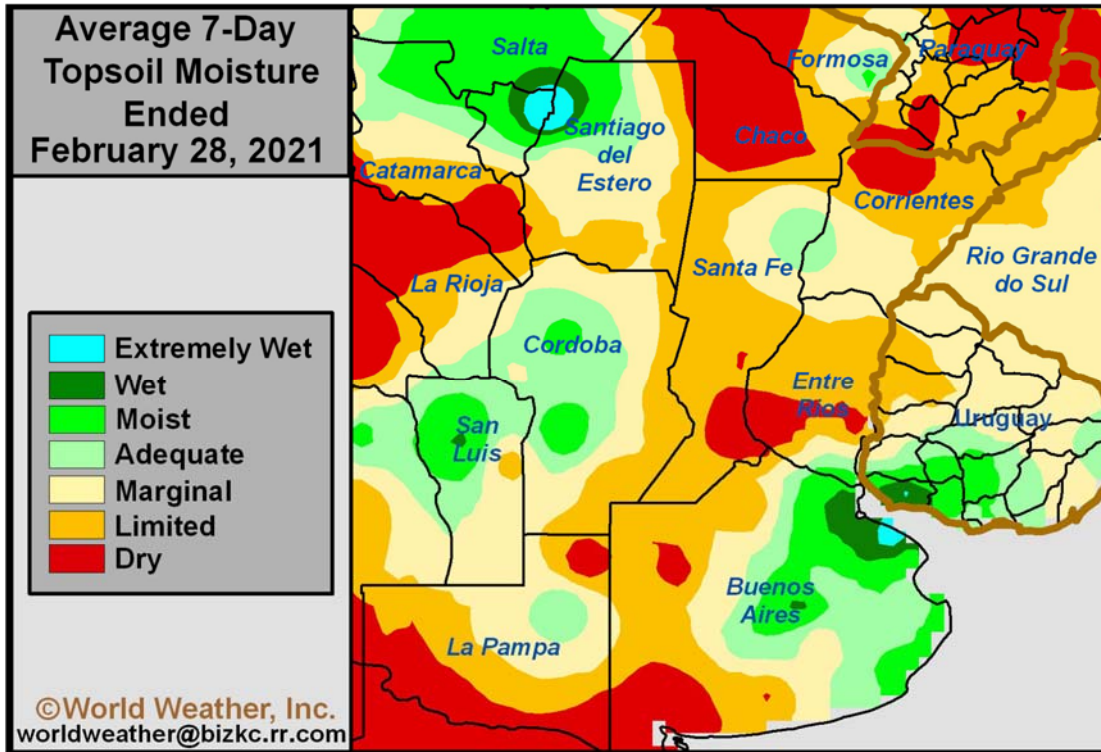 Average 7-Day
Topsoil Moisture
Ended
February 28, 2021
Salta
Formosa
Paraguay
Chaco
Santiago
del
Estero
Catamarca
Corrientes
La Rioja
Santa Fe
Rio Grande
do Sul
Cordoba
Entre
Rios
Uruguay
San
Luis
Buenos
Aires
La Pampa
Extremely Wet
Wet
Moist
Adequate
Marginal
Limited
Dry
©World Weather, Inc.
worldweather@bizkc.rr.com